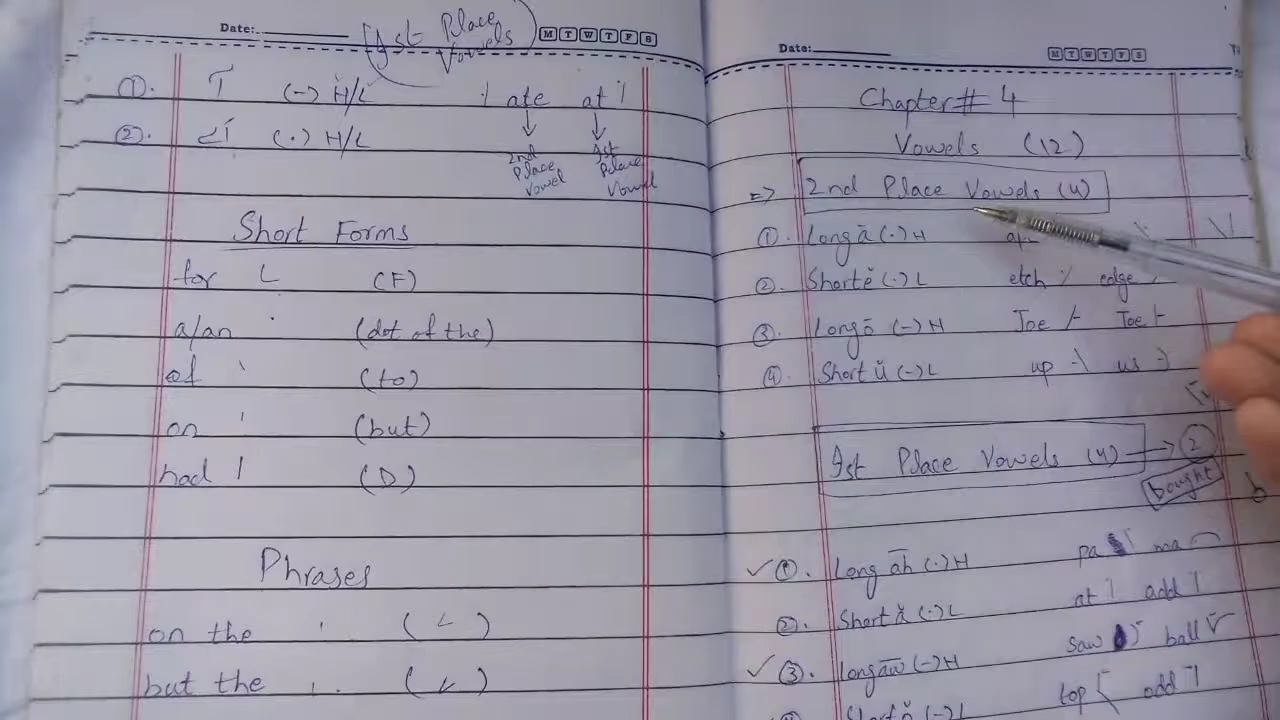 Date:
[1st Place
Vowels]
M T W T F S S
①. (-) H/L ate at
②. (.) H/L 2nd Place Vowel 1st Palace Vowel
Short Forms
for (F)
a/an (dot of the)
of (to)
on (but)
had (D)
Phrases
on the
but the
Date:
M T W T F S
Chapter # 4
Vowels (12)
=> 2nd Place Vowels (4)
①. Long ā (.) H
②. Short ĕ (.) L etch edge
③. Long ō (-) H Joe Toe
④. Short ŭ (-) L up us
1st Place Vowels (4) → ②
bought
✓ ①. Long ah (.) H pa ma
②. Short ă (.) L at add
✓ ③. Long aw (-) H saw ball
Short ŏ (-) L top odd